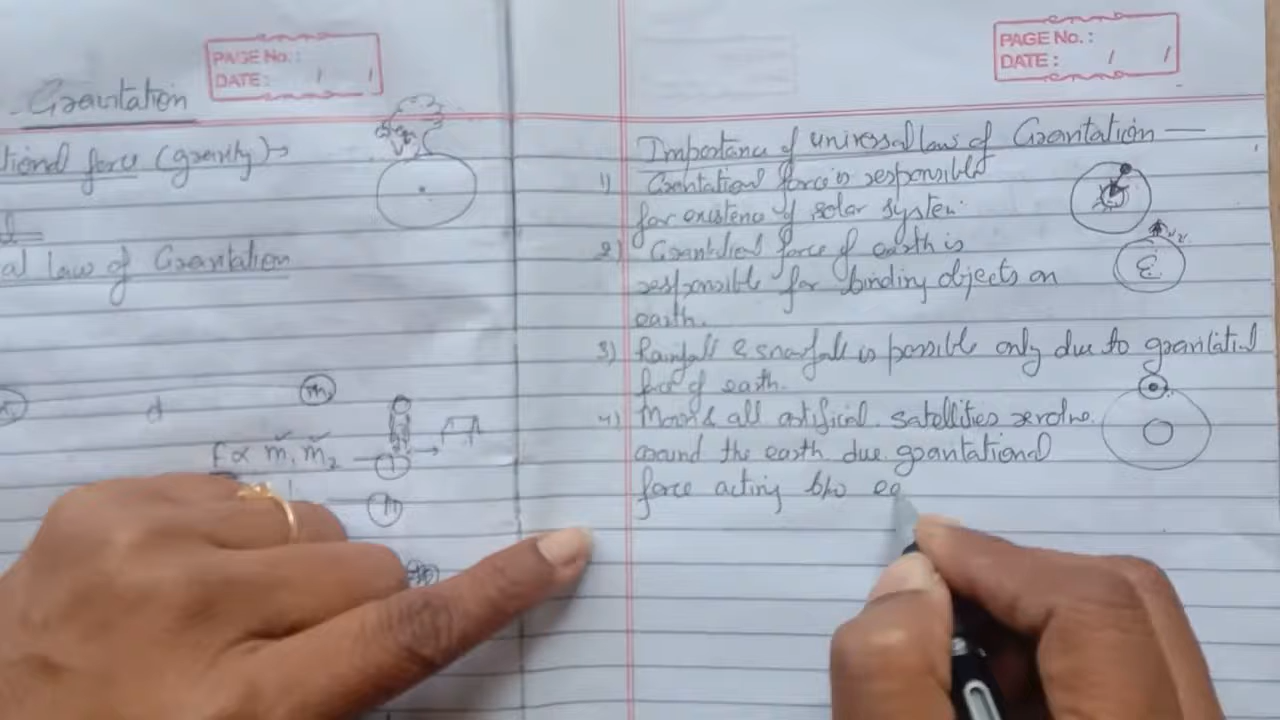 PAGE No.:
DATE: / /
Gravitation
tional force (gravity)→
al law of Gravitation
d
m
F∝ m1 m2
m
PAGE No.:
DATE: / /
Importance of universal law of Gravitation —
1) Gravitational force is responsible
for existence of solar system.
2) Gravitational force of earth is
responsible for binding objects on
earth.
E
3) Rainfall & snowfall is possible only due to gravitational
force of earth.
4) Moon & all artificial satellites revolve
around the earth due gravitational
force acting b/w ea